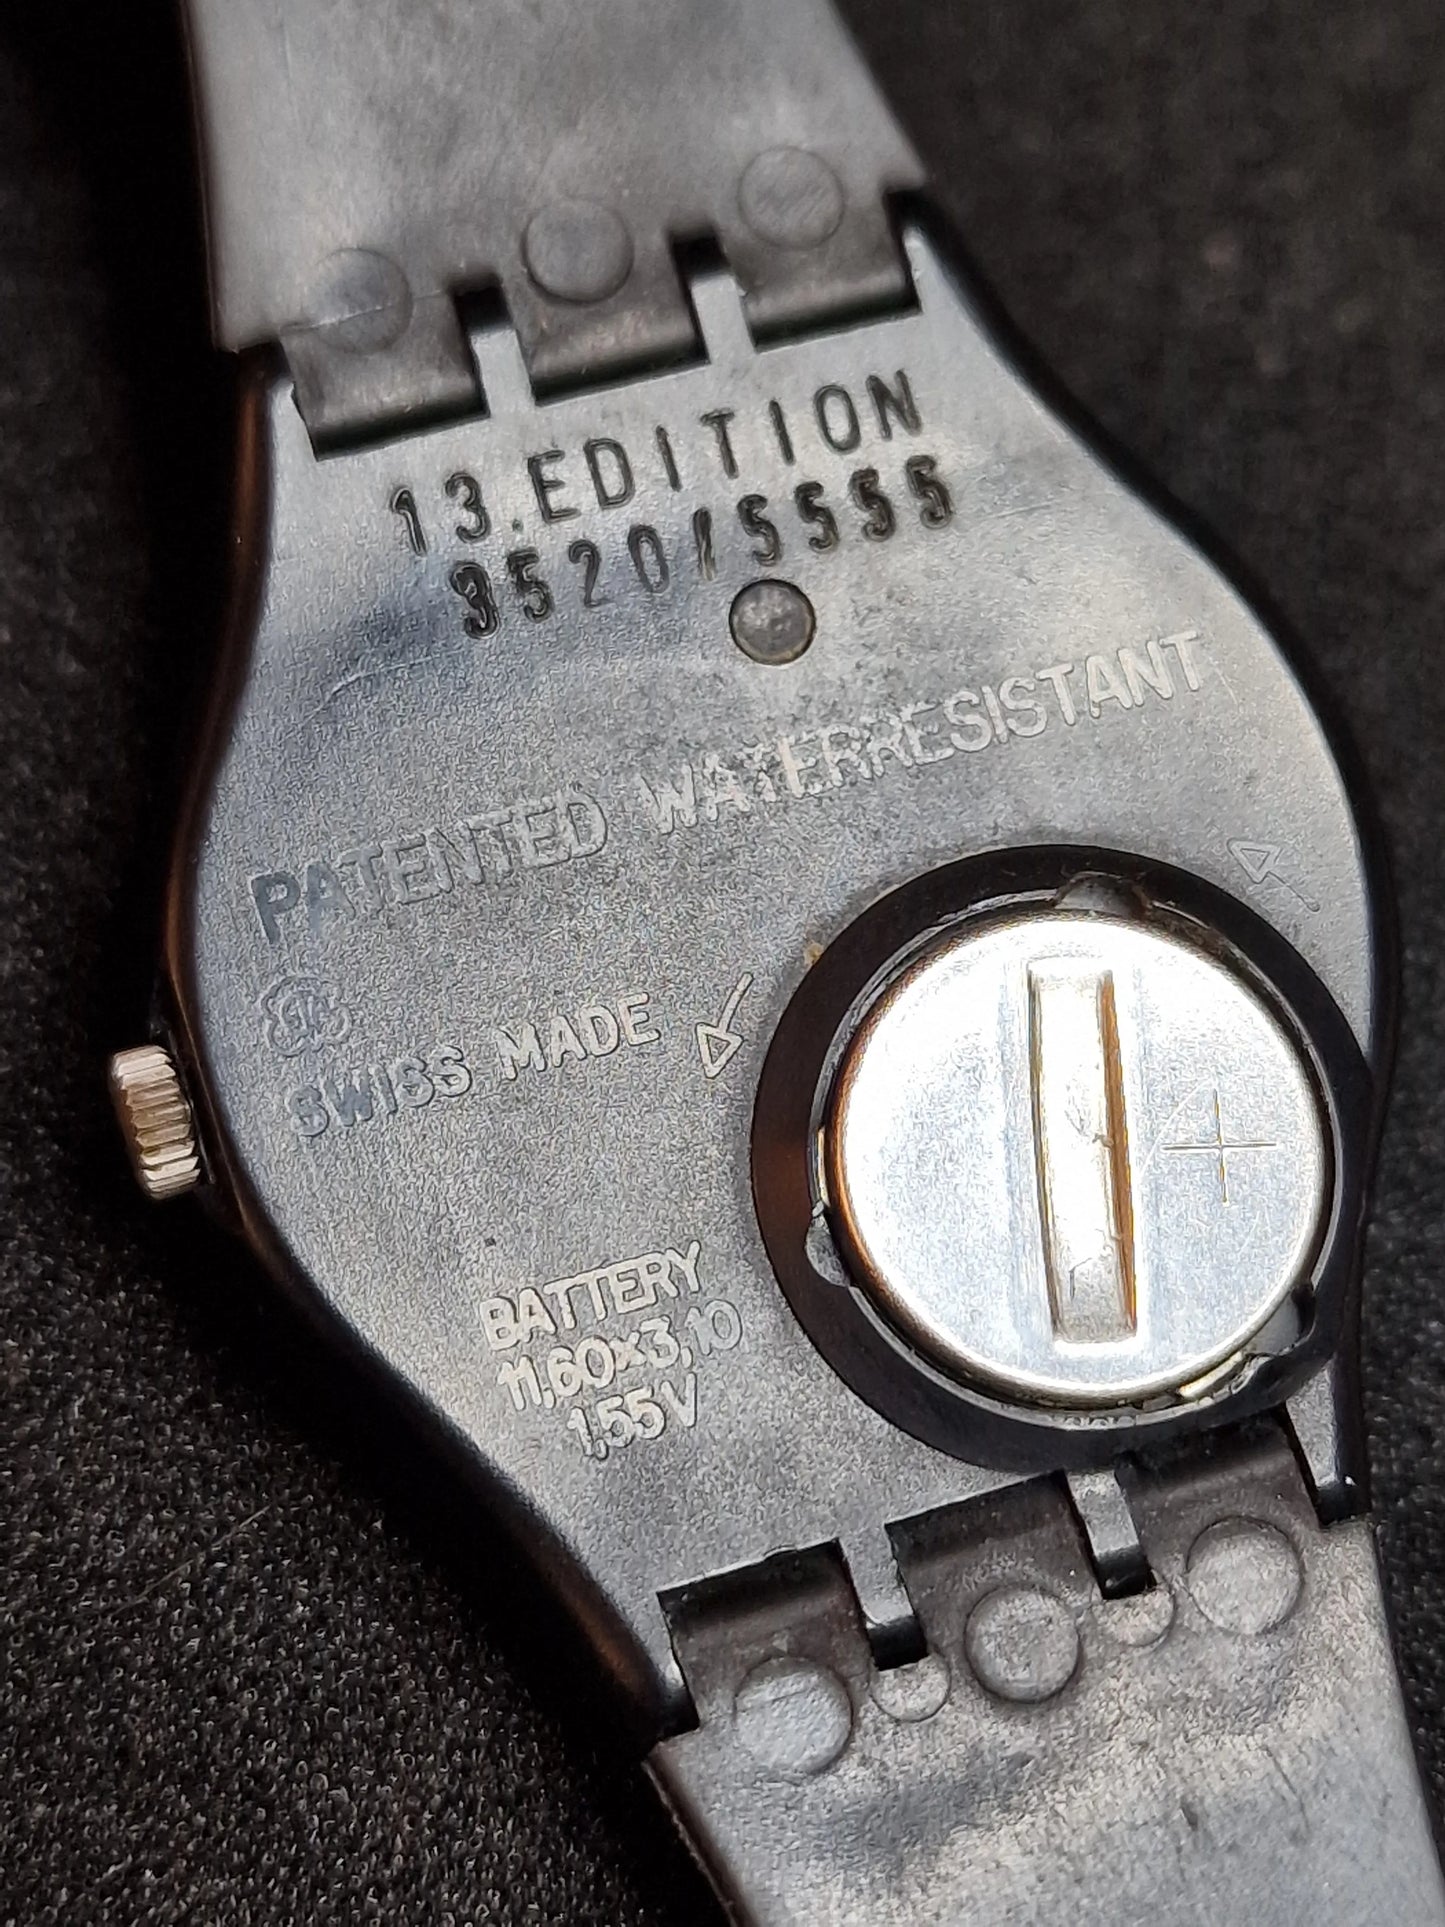 13.EDITION
3520/5555
PATENTED WATERRESISTANT
SWISS MADE
BATTERY
11,60x3,10
1,55V
+